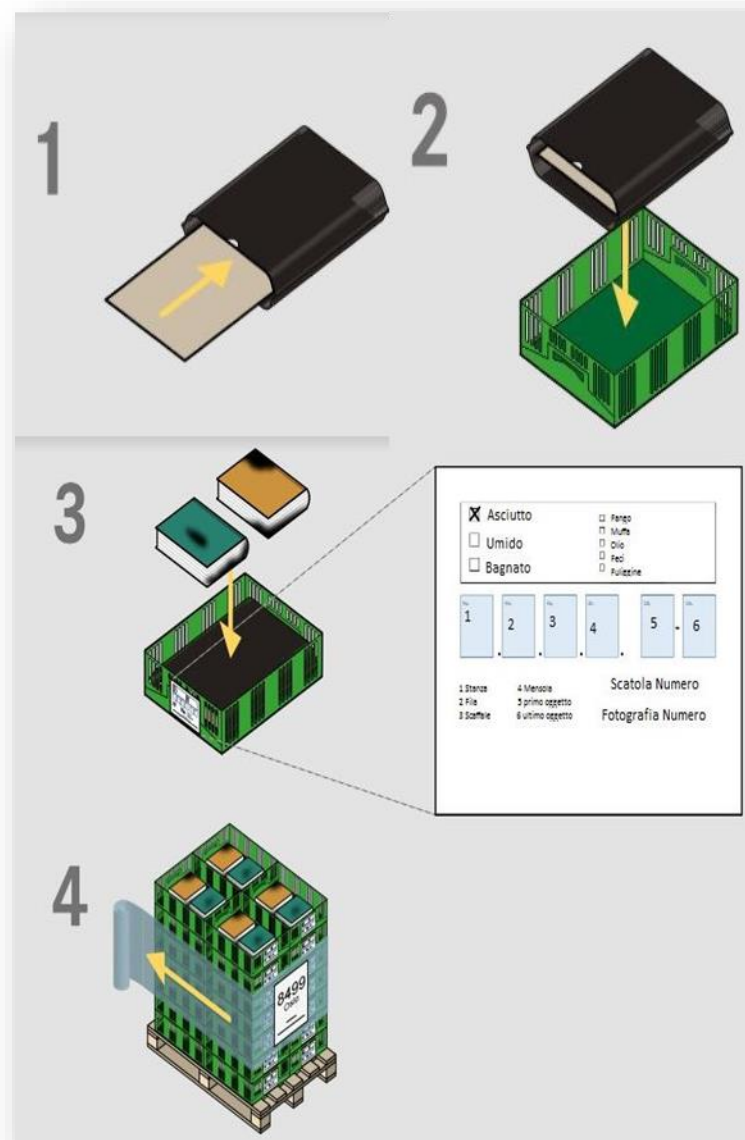 1
2
3
Asciutto
Umido
Bagnato
Fango
Muffa
Olio
Feci
Fuliggine
1 . 2 . 3 . 4 . 5 - 6
1 Stanza
2 Fila
3 Scaffale
4 Mensola
5 primo oggetto
6 ultimo oggetto
Scatola Numero
Fotografia Numero
4
8499